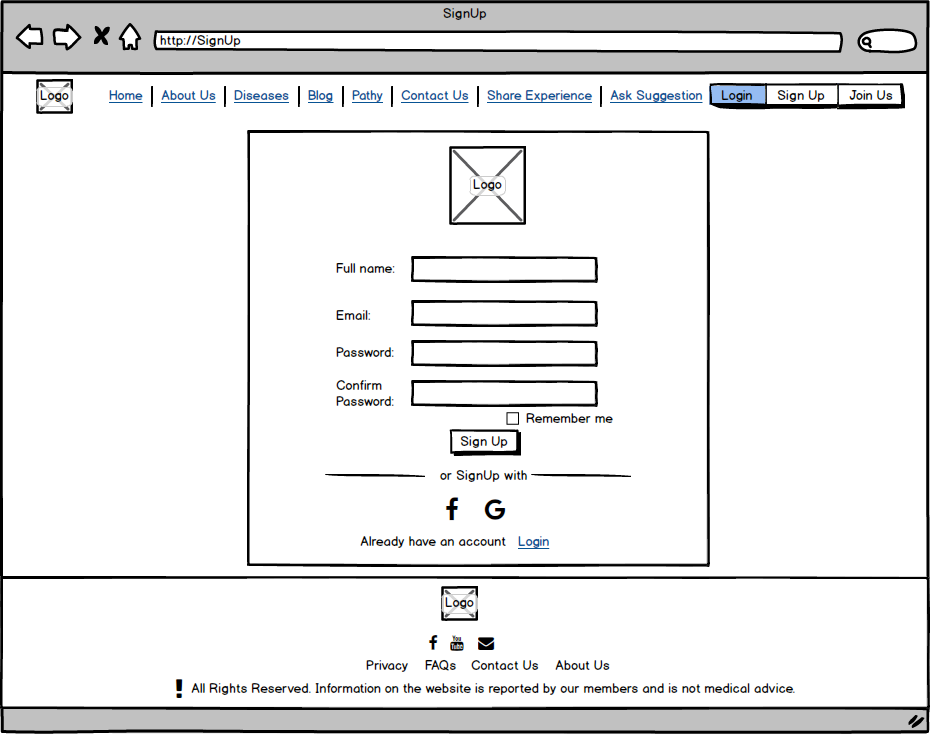 SignUp
http://SignUp
Logo Home About Us Diseases Blog Pathy Contact Us Share Experience Ask Suggestion Login Sign Up Join Us
Logo
Full name:
Email:
Password:
Confirm
Password:
Remember me
Sign Up
or SignUp with
f G
Already have an account Login
Logo
f You Tube
Privacy FAQs Contact Us About Us
! All Rights Reserved. Information on the website is reported by our members and is not medical advice.